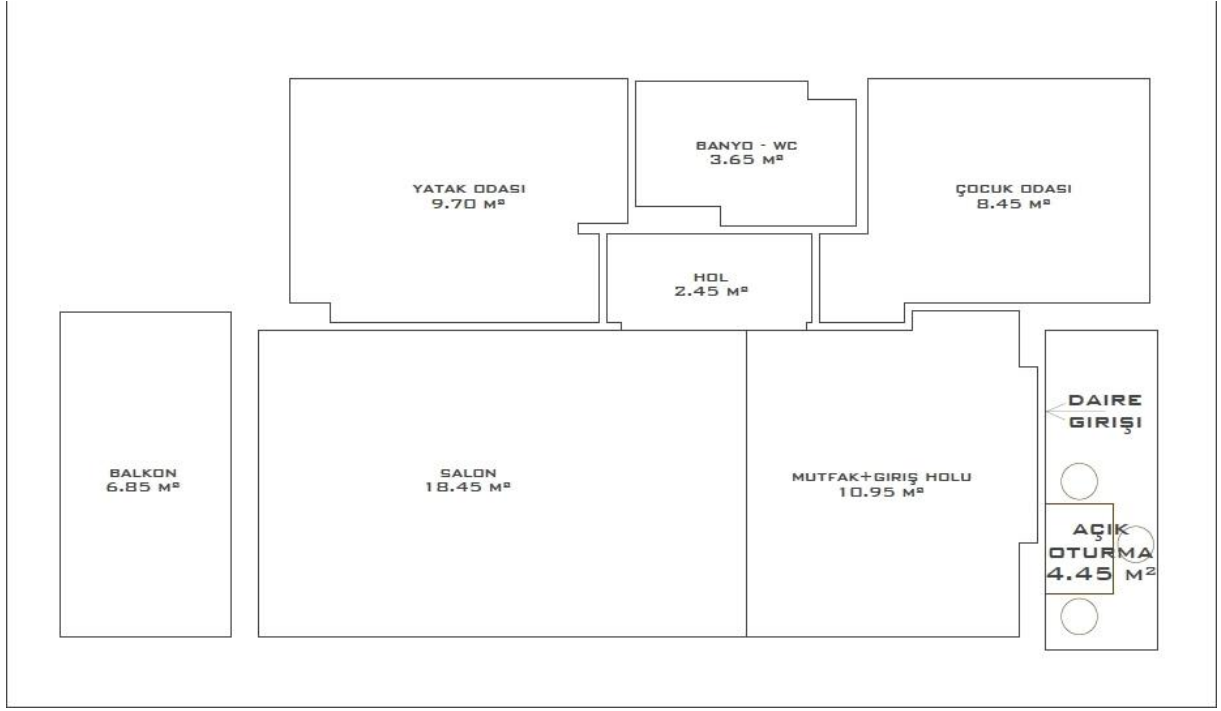 BANYO - WC
3.65 M²
YATAK ODASI
9.70 M²
ÇOCUK ODASI
8.45 M²
HOL
2.45 M²
DAIRE
GIRIŞI
BALKON
6.85 M²
SALON
18.45 M²
MUTFAK+GIRIŞ HOLU
10.95 M²
AÇIK
OTURMA
4.45 M²